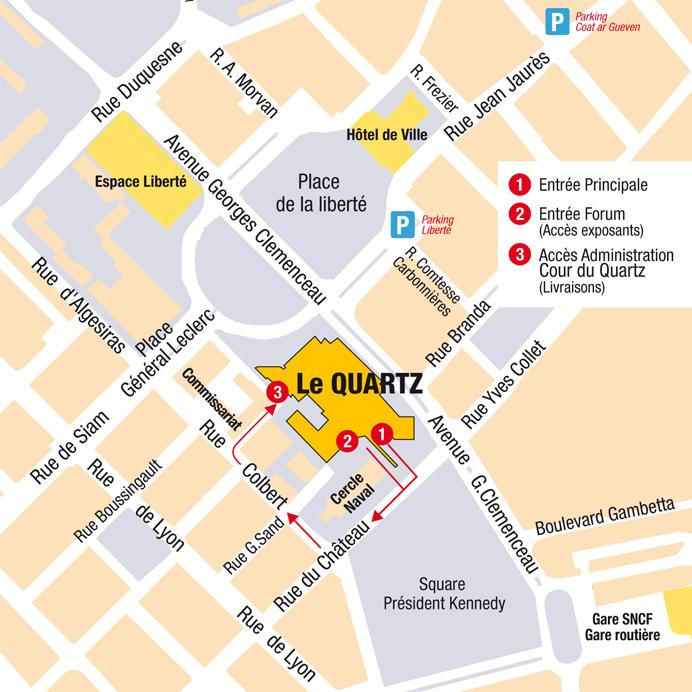 P
Parking
Coat ar Gueven
Rue Duquesne
R. A. Morvan
R. Frezier
Rue Jean Jaurès
Hôtel de Ville
Espace Liberté
Avenue Georges Clemenceau
Place
de la liberté
P
Parking
Liberté
1 Entrée Principale
2 Entrée Forum
(Accès exposants)
3 Accès Administration
Cour du Quartz
(Livraisons)
R. Comtesse
Carbonnières
Rue d'Algesiras
Place
Général Leclerc
Rue Branda
Rue Yves Collet
Commissariat
3
Le QUARTZ
2
1
Rue de Siam
Rue Colbert
Avenue G.Clemenceau
Cercle
Naval
Rue de Lyon
Rue Boussingault
Rue G.Sand
Rue du Château
Boulevard Gambetta
Square
Président Kennedy
Gare SNCF
Gare routière
Rue de Lyon